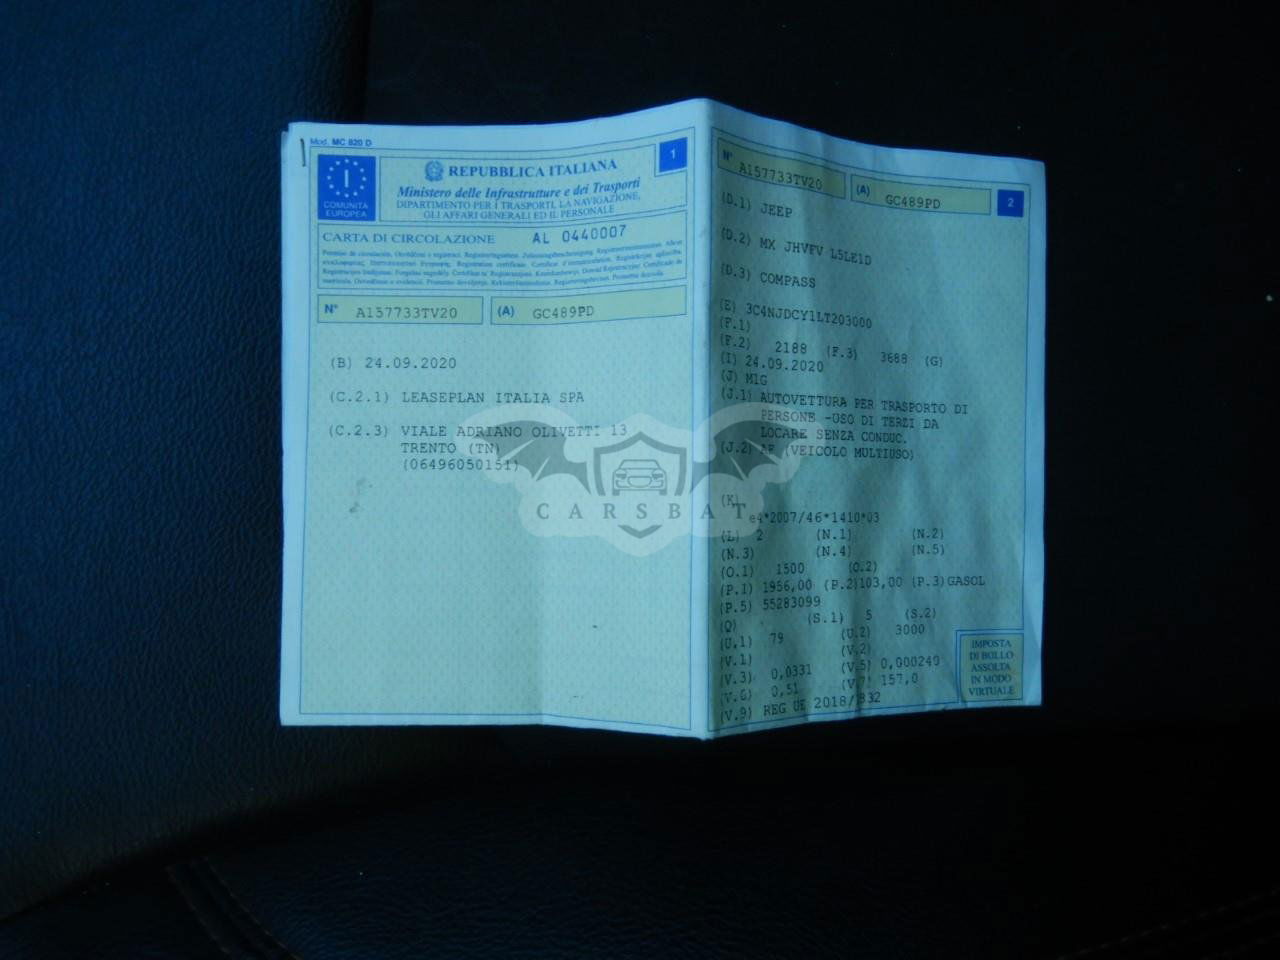 Mod. MC 820 D
COMUNITÀ
EUROPEA
REPUBBLICA ITALIANA
Ministero delle Infrastrutture e dei Trasporti
DIPARTIMENTO PER I TRASPORTI, LA NAVIGAZIONE,
GLI AFFARI GENERALI ED IL PERSONALE
1
CARTA DI CIRCOLAZIONE AL 0440007
N° A157733TV20 (A) GC489PD
(B) 24.09.2020
(C.2.1) LEASEPLAN ITALIA SPA
(C.2.3) VIALE ADRIANO OLIVETTI 13
TRENTO (TN)
(06496050151)
N° A157733TV20 (A) GC489PD 2
(D.1) JEEP
(D.2) MX JHVFV L5LE1D
(D.3) COMPASS
(E) 3C4NJDCY1LT203000
(F.1)
(F.2) 2188 (F.3) 3688 (G)
(I) 24.09.2020
(J) M1G
(J.1) AUTOVETTURA PER TRASPORTO DI
PERSONE -USO DI TERZI DA
LOCARE SENZA CONDUC.
(J.2) AF (VEICOLO MULTIUSO)
(K)
e4*2007/46*1410*03
(L) 2 (N.1) (N.2)
(N.3) (N.4) (N.5)
(O.1) 1500 (O.2)
(P.1) 1956,00 (P.2)103,00 (P.3)GASOL
(P.5) 55283099
(Q) (S.1) 5 (S.2)
(U.1) 79 (U.2) 3000
(V.1) (V.2)
(V.3) 0,0331 (V.5) 0,000240
(V.6) 0,51 (V.7) 157,0
(V.9) REG UE 2018/832
IMPOSTA
DI BOLLO
ASSOLTA
IN MODO
VIRTUALE
CARSBAT